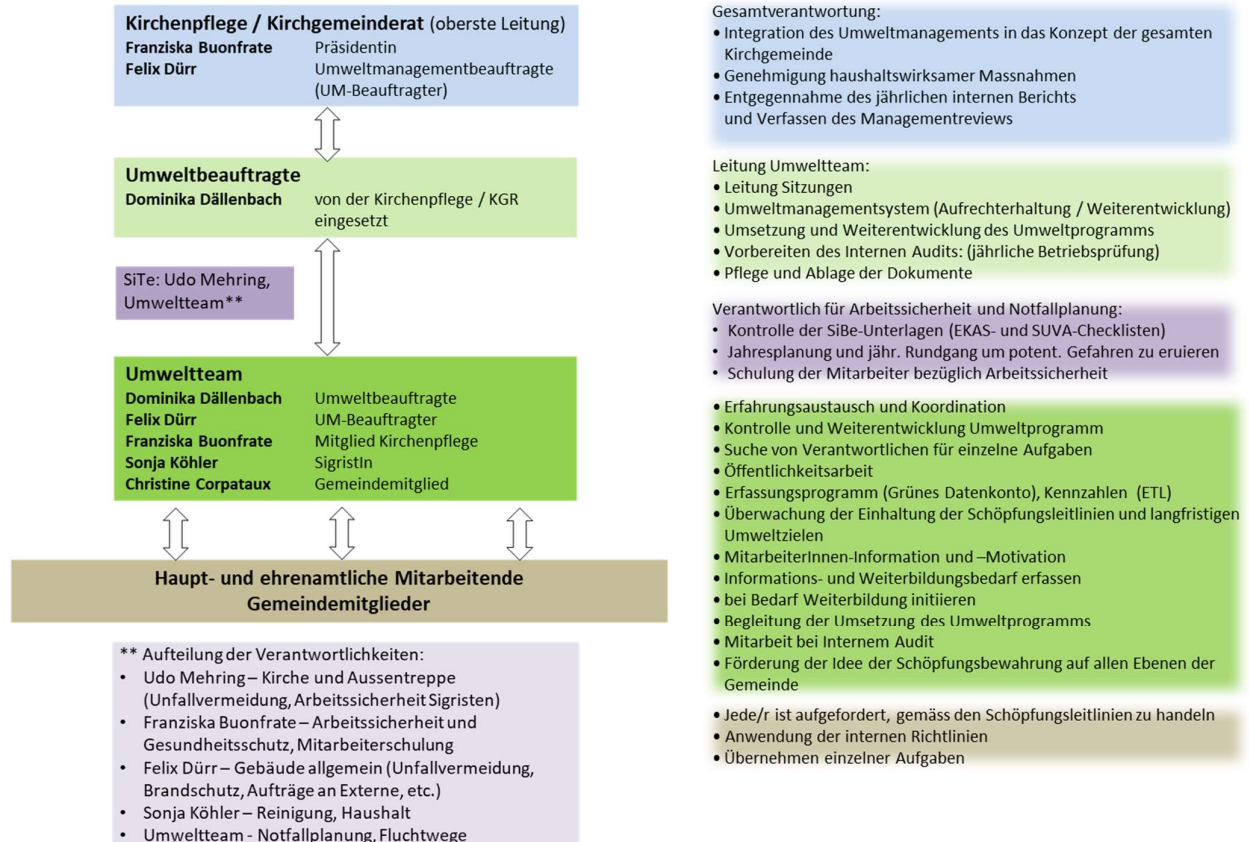 Kirchenpflege / Kirchgemeinderat (oberste Leitung)
Franziska Buonfrate Präsidentin
Felix Dürr Umweltmanagementbeauftragte
(UM-Beauftragter)
Umweltbeauftragte
Dominika Dällenbach von der Kirchenpflege / KGR
eingesetzt
SiTe: Udo Mehring,
Umweltteam**
Umweltteam
Dominika Dällenbach Umweltbeauftragte
Felix Dürr UM-Beauftragter
Franziska Buonfrate Mitglied Kirchenpflege
Sonja Köhler SigristIn
Christine Corpataux Gemeindemitglied
Haupt- und ehrenamtliche Mitarbeitende
Gemeindemitglieder
** Aufteilung der Verantwortlichkeiten:
• Udo Mehring – Kirche und Aussentreppe
(Unfallvermeidung, Arbeitssicherheit Sigristen)
• Franziska Buonfrate – Arbeitssicherheit und
Gesundheitsschutz, Mitarbeiterschulung
• Felix Dürr – Gebäude allgemein (Unfallvermeidung,
Brandschutz, Aufträge an Externe, etc.)
• Sonja Köhler – Reinigung, Haushalt
• Umweltteam - Notfallplanung, Fluchtwege
Gesamtverantwortung:
• Integration des Umweltmanagements in das Konzept der gesamten
Kirchgemeinde
• Genehmigung haushaltswirksamer Massnahmen
• Entgegennahme des jährlichen internen Berichts
und Verfassen des Managementreviews
Leitung Umweltteam:
• Leitung Sitzungen
• Umweltmanagementsystem (Aufrechterhaltung / Weiterentwicklung)
• Umsetzung und Weiterentwicklung des Umweltprogramms
• Vorbereiten des Internen Audits: (jährliche Betriebsprüfung)
• Pflege und Ablage der Dokumente
Verantwortlich für Arbeitssicherheit und Notfallplanung:
• Kontrolle der SiBe-Unterlagen (EKAS- und SUVA-Checklisten)
• Jahresplanung und jähr. Rundgang um potent. Gefahren zu eruieren
• Schulung der Mitarbeiter bezüglich Arbeitssicherheit
• Erfahrungsaustausch und Koordination
• Kontrolle und Weiterentwicklung Umweltprogramm
• Suche von Verantwortlichen für einzelne Aufgaben
• Öffentlichkeitsarbeit
• Erfassungsprogramm (Grünes Datenkonto), Kennzahlen (ETL)
• Überwachung der Einhaltung der Schöpfungsleitlinien und langfristigen
Umweltzielen
• MitarbeiterInnen-Information und –Motivation
• Informations- und Weiterbildungsbedarf erfassen
• bei Bedarf Weiterbildung initiieren
• Begleitung der Umsetzung des Umweltprogramms
• Mitarbeit bei Internem Audit
• Förderung der Idee der Schöpfungsbewahrung auf allen Ebenen der
Gemeinde
• Jede/r ist aufgefordert, gemäss den Schöpfungsleitlinien zu handeln
• Anwendung der internen Richtlinien
• Übernehmen einzelner Aufgaben